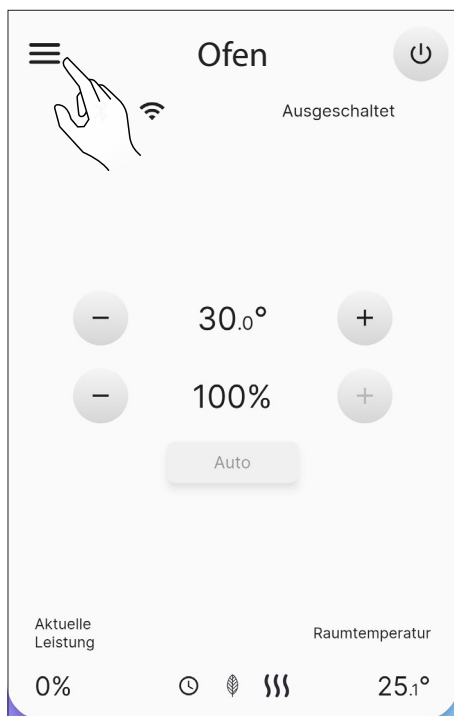 Ofen
Ausgeschaltet
30.0°
100%
Auto
Aktuelle
Leistung
Raumtemperatur
0%
25.1°